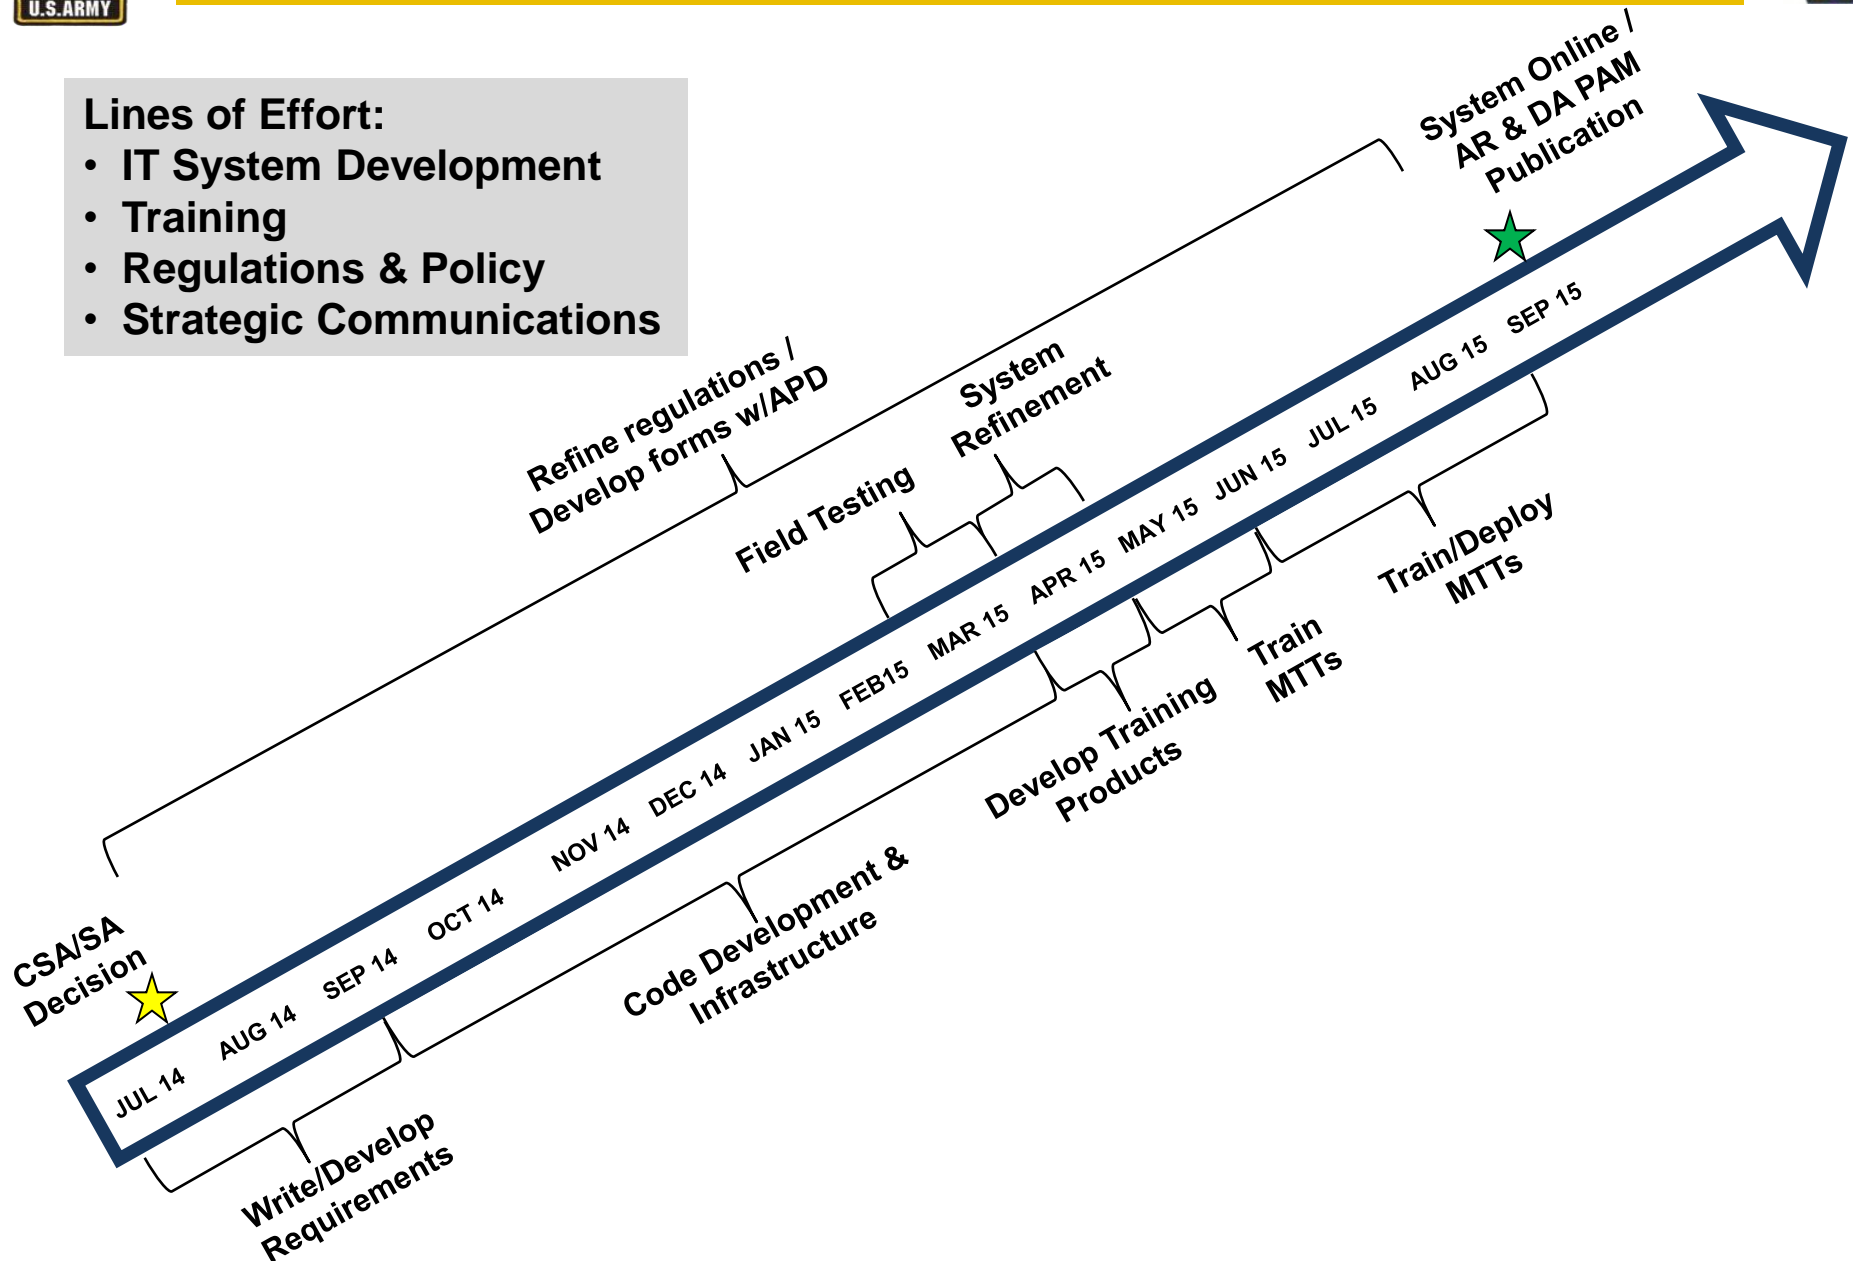 U.S.ARMY
Lines of Effort:
• IT System Development
• Training
• Regulations & Policy
• Strategic Communications
System Online /
AR & DA PAM
Publication
Refine regulations /
Develop forms w/APD
System
Refinement
Field Testing
CSA/SA
Decision
JUL 14
AUG 14
SEP 14
OCT 14
NOV 14
DEC 14
JAN 15
FEB15
MAR 15
APR 15
MAY 15
JUN 15
JUL 15
AUG 15
SEP 15
Write/Develop
Requirements
Code Development &
Infrastructure
Develop Training
Products
Train
MTTs
Train/Deploy
MTTs